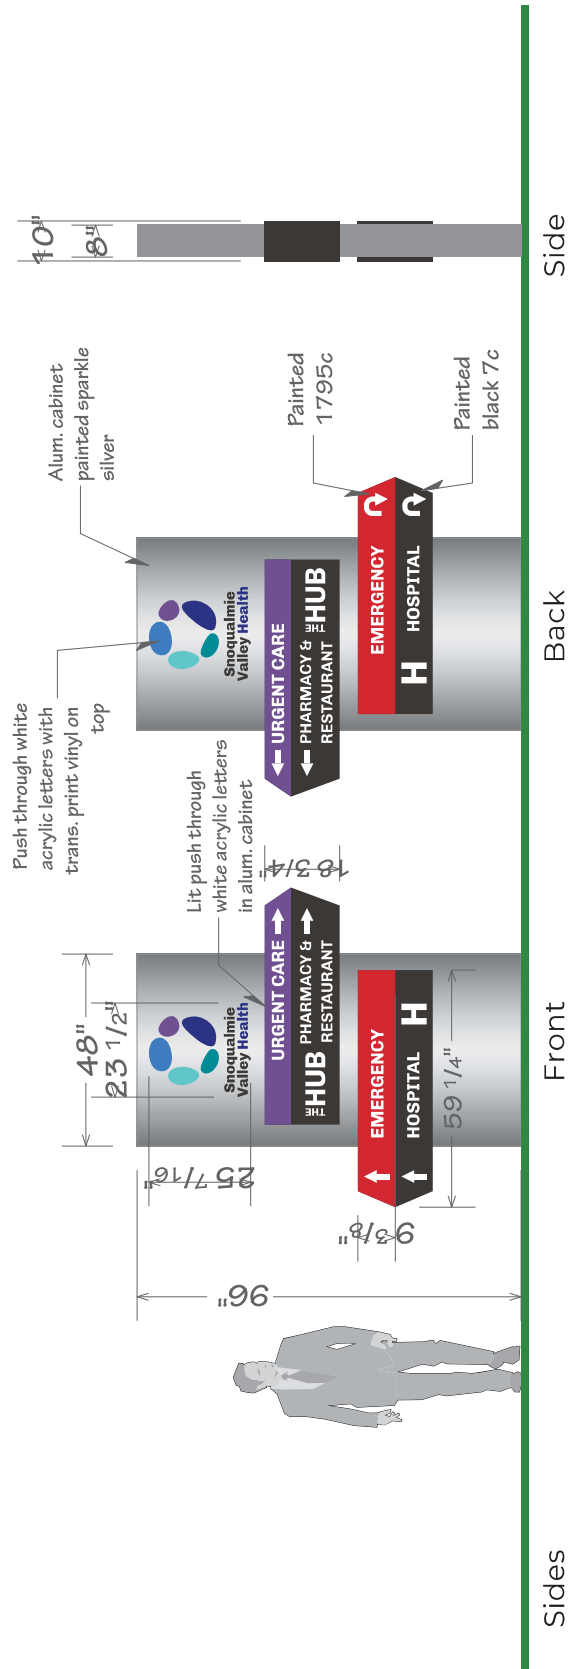 96"
48"
23 1/2"
25 7/16"
Snoqualmie
Valley Health
URGENT CARE
THE HUB PHARMACY &
RESTAURANT
EMERGENCY
HOSPITAL H
9 3/8"
59 1/4"
18 3/4"
Lit push through
white acrylic letters
in alum. cabinet
Push through white
acrylic letters with
trans. print vinyl on
top
Alum. cabinet
painted sparkle
silver
Snoqualmie
Valley Health
URGENT CARE
PHARMACY & THE HUB
RESTAURANT
EMERGENCY
H HOSPITAL
Painted
1795c
Painted
black 7c
10"
8"
Sides
Front
Back
Side